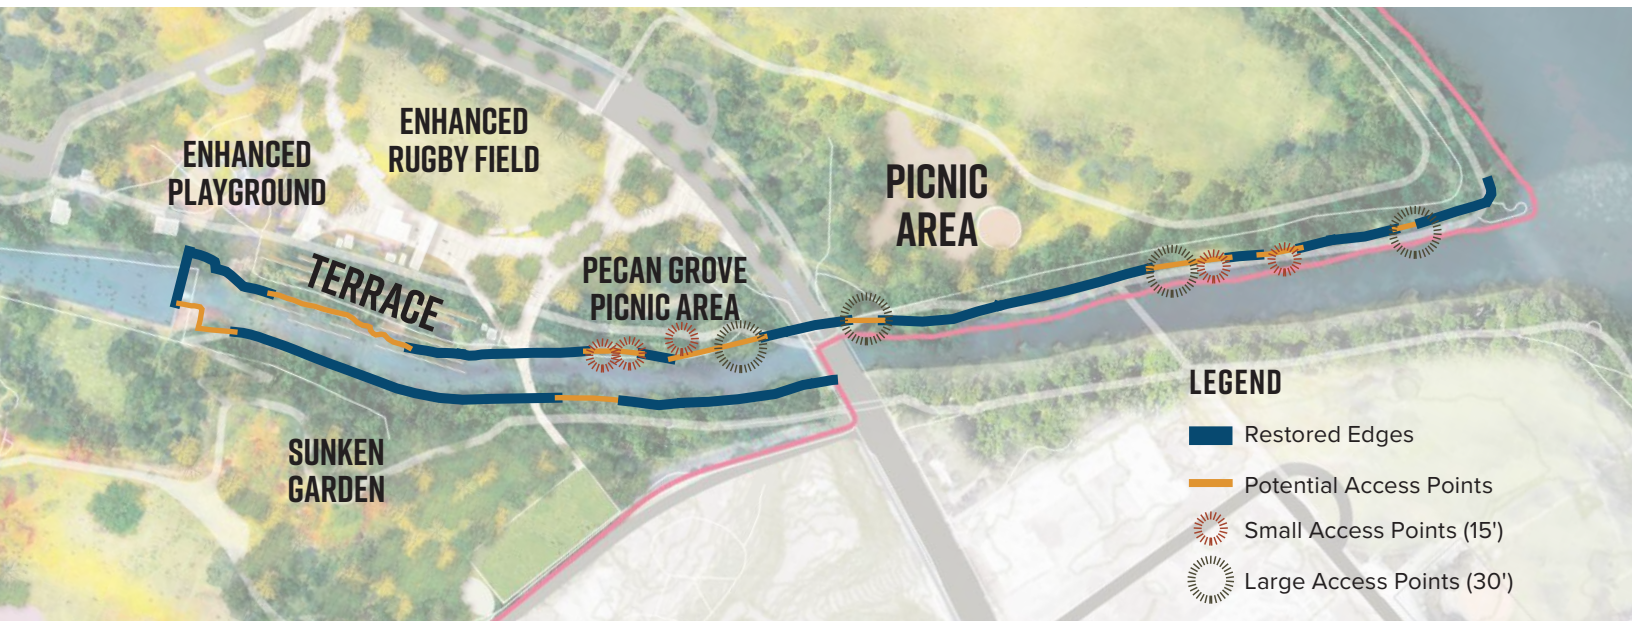 ENHANCED
RUGBY FIELD
ENHANCED
PLAYGROUND
PICNIC
AREA
TERRACE
PECAN GROVE
PICNIC AREA
SUNKEN
GARDEN
LEGEND
Restored Edges
Potential Access Points
Small Access Points (15')
Large Access Points (30')